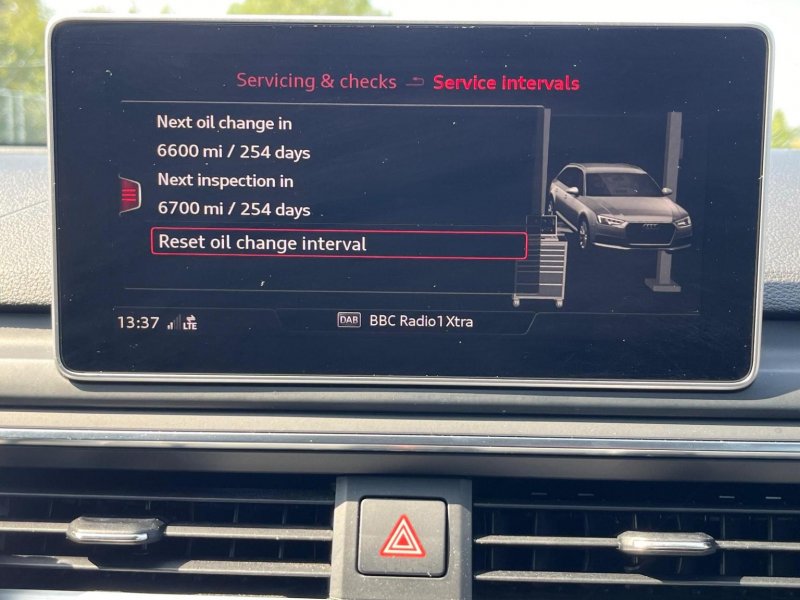 Servicing & checks Service intervals
Next oil change in
6600 mi / 254 days
Next inspection in
6700 mi / 254 days
Reset oil change interval
13:37 LTE DAB BBC Radio1Xtra